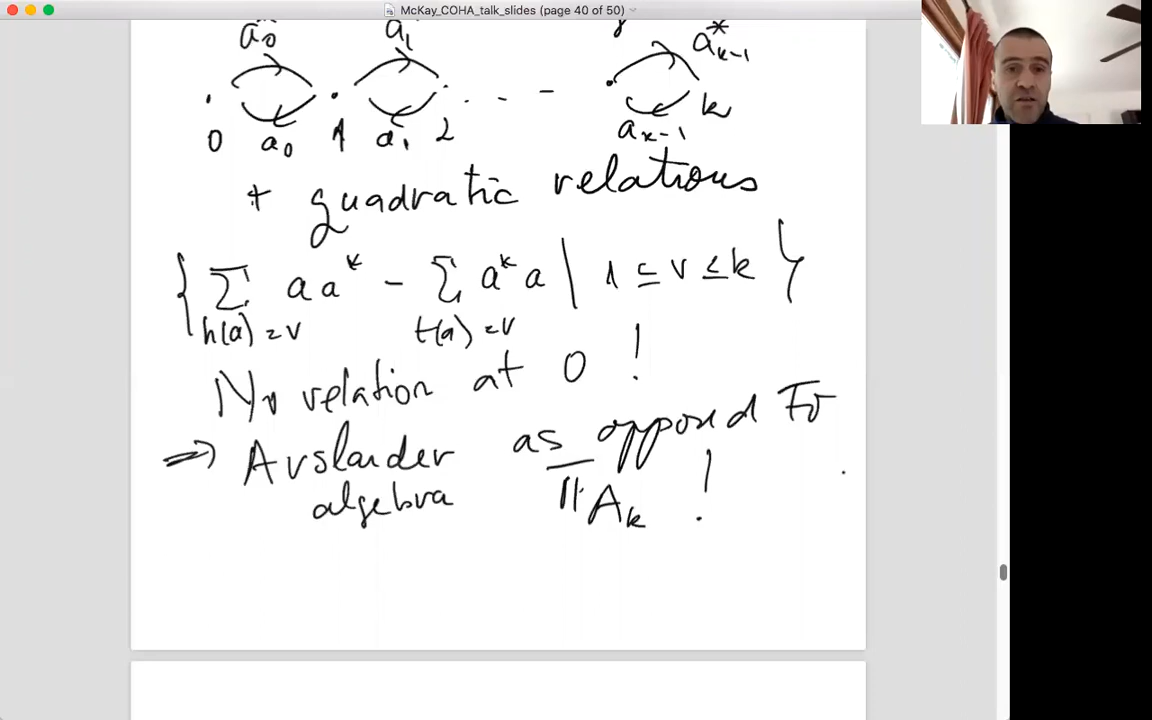 McKay_COHA_talk_slides (page 40 of 50)
a₀* a₁ a*ₖ₋₁
0 a₀ 1 a₁ 2 . . - - aₖ₋₁ k
+ quadratic relations
{ ∑ a a* - ∑ a* a | 1 ≤ v ≤ k }
h(a) = v t(a) = v
No relation at 0 !
⇒ Auslander as opposed to
algebra ΠAₖ !